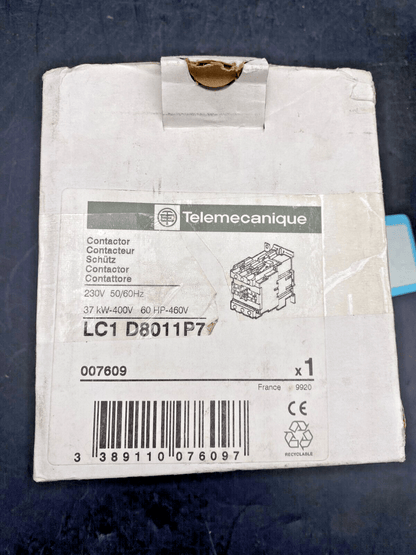 Telemecanique
Contactor
Contacteur
Schütz
Contactor
Contattore
230V 50/60Hz
37 kW-400V 60 HP-460V
LC1 D8011P7
007609
x 1
France 9920
CE
RECYCLABLE
3 389110 076097